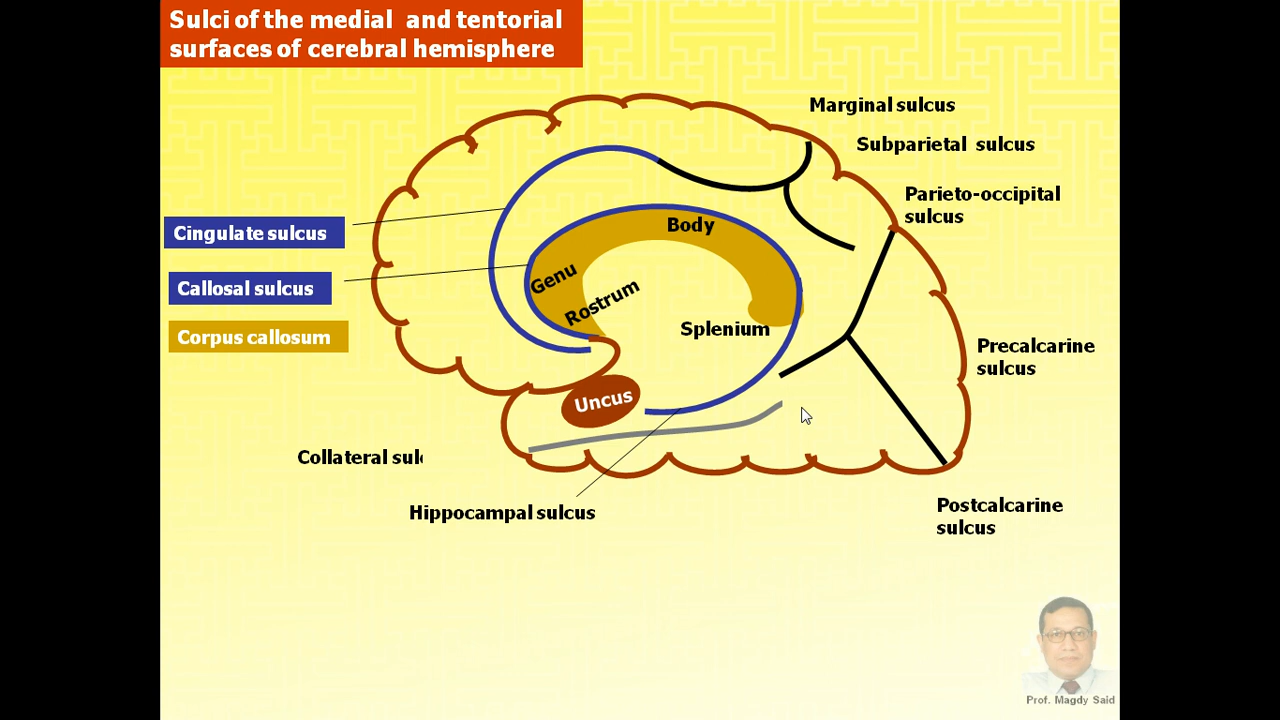 Sulci of the medial and tentorial
surfaces of cerebral hemisphere
Marginal sulcus
Subparietal sulcus
Parieto-occipital
sulcus
Cingulate sulcus
Body
Callosal sulcus
Genu
Rostrum
Corpus callosum
Splenium
Precalcarine
sulcus
Uncus
Collateral sulc
Hippocampal sulcus
Postcalcarine
sulcus
Prof. Magdy Said